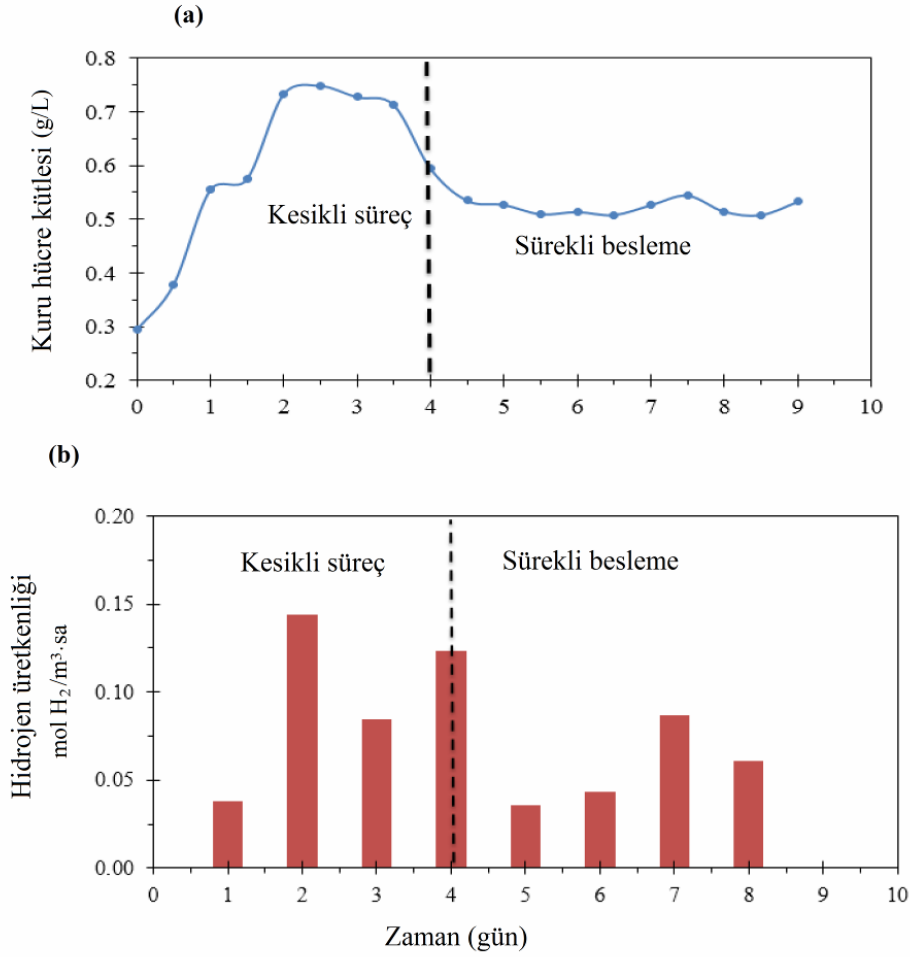 (a)
0.8
0.7
0.6
0.5
0.4
0.3
0.2
Kuru hücre kütlesi (g/L)
Kesikli süreç
Sürekli besleme
0 1 2 3 4 5 6 7 8 9 10
(b)
0.20
0.15
0.10
0.05
0.00
Hidrojen üretkenliği
mol H₂/m³·sa
Kesikli süreç
Sürekli besleme
0 1 2 3 4 5 6 7 8 9 10
Zaman (gün)